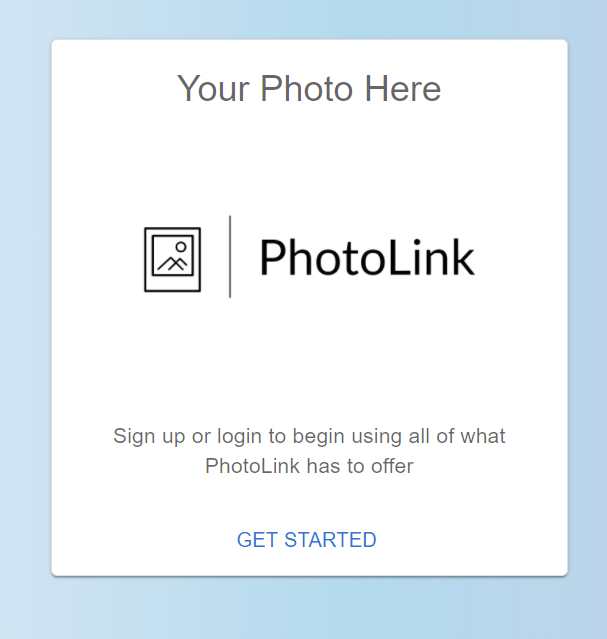 Your Photo Here
PhotoLink
Sign up or login to begin using all of what
PhotoLink has to offer
GET STARTED